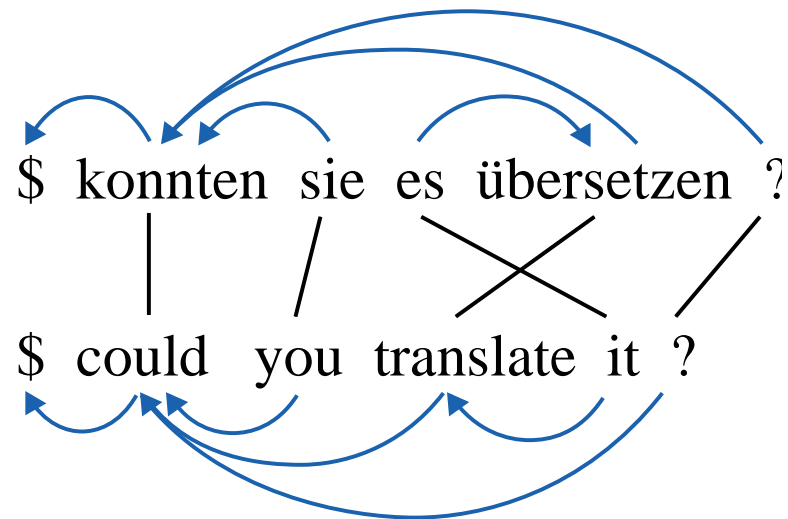 $ konnten sie es übersetzen ?
$ could you translate it ?